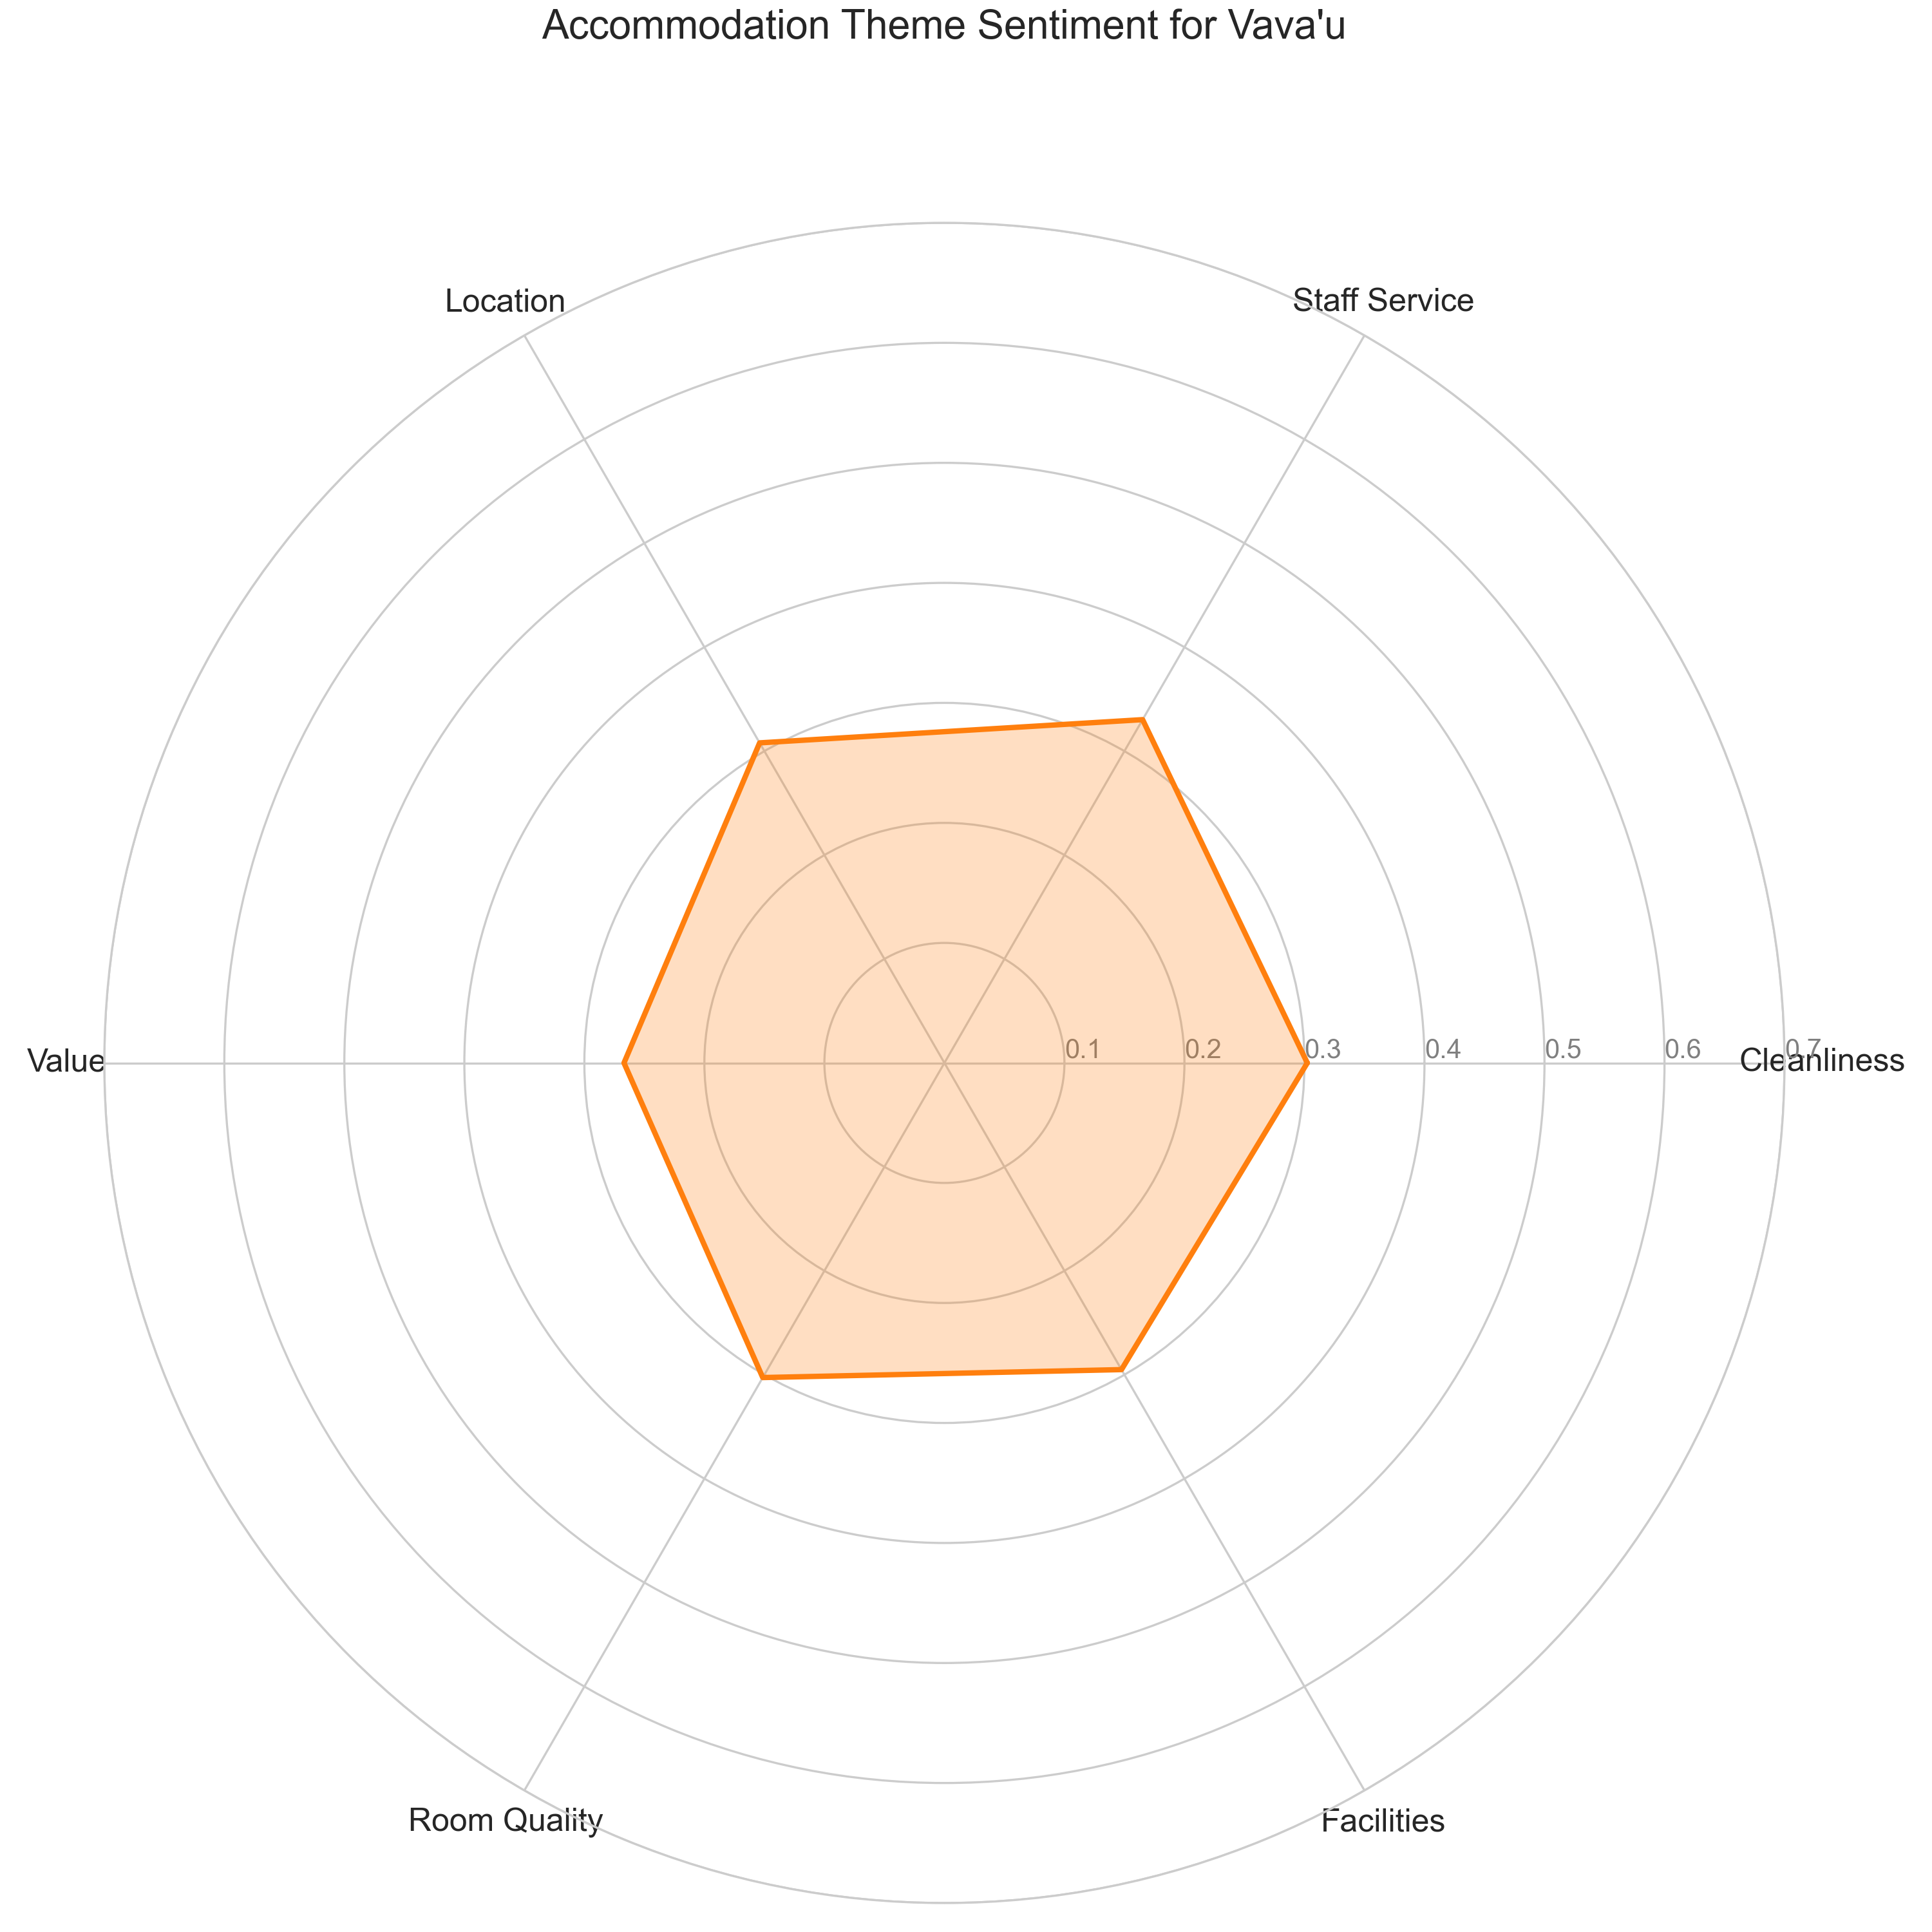 Accommodation Theme Sentiment for Vava'u
Location
Staff Service
Value
0.1
0.2
0.3
0.4
0.5
0.6
0.7
Cleanliness
Room Quality
Facilities